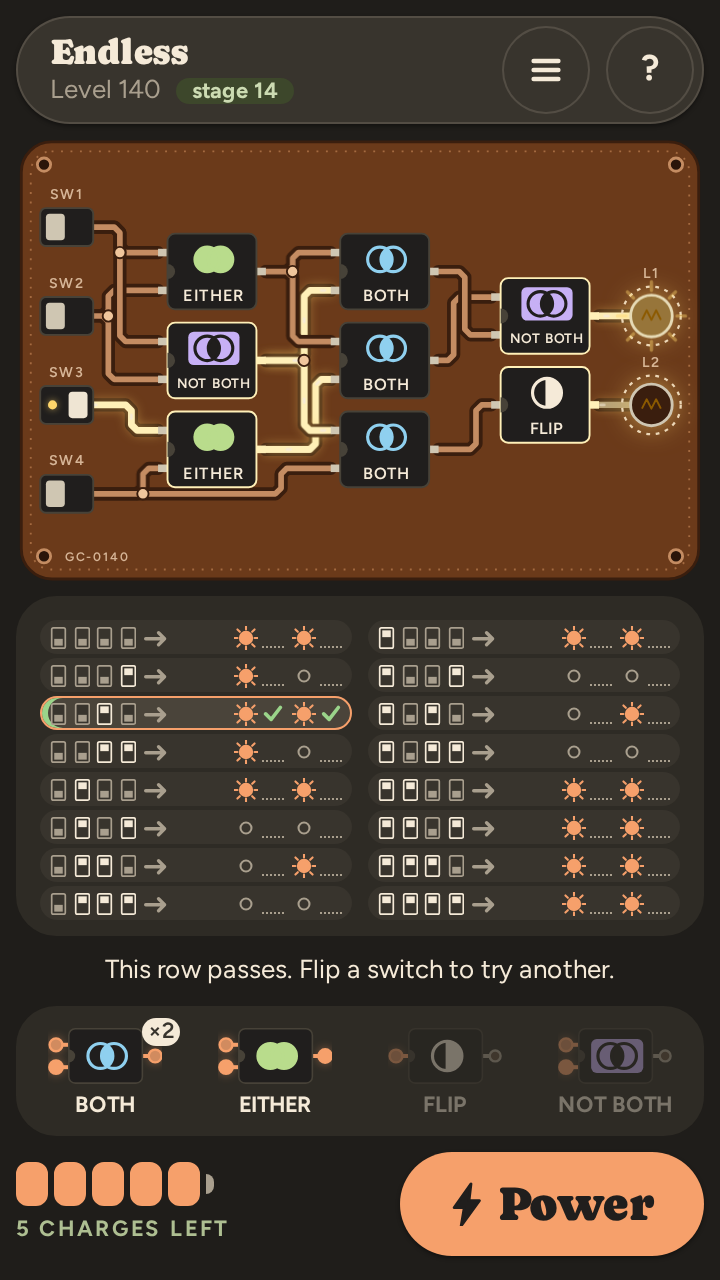 Endless
Level 140 stage 14
?
SW1
SW2
SW3
SW4
EITHER
NOT BOTH
EITHER
BOTH
BOTH
BOTH
NOT BOTH
FLIP
L1
L2
GC-0140
This row passes. Flip a switch to try another.
×2
BOTH
EITHER
FLIP
NOT BOTH
5 CHARGES LEFT
Power